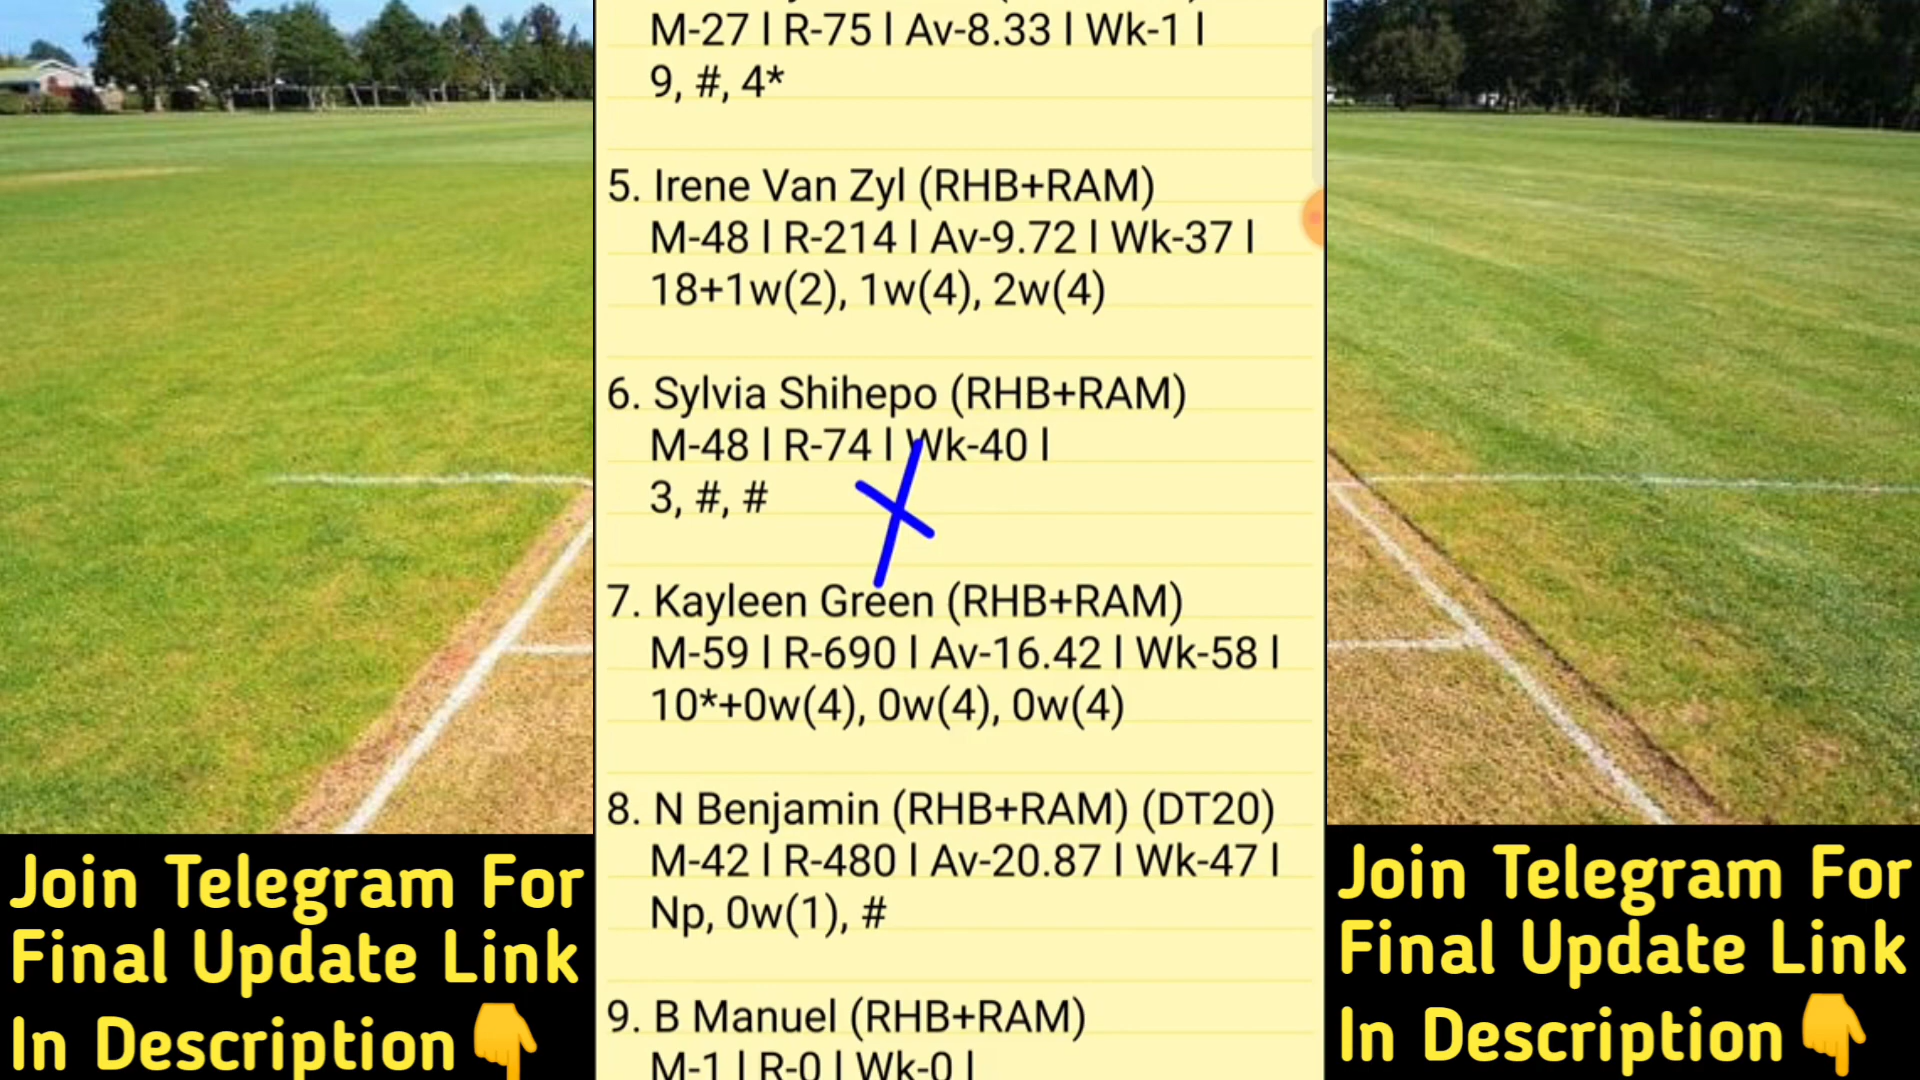 M-27 | R-75 | Av-8.33 | Wk-1 |
9, #, 4*
5. Irene Van Zyl (RHB+RAM)
M-48 | R-214 | Av-9.72 | Wk-37 |
18+1w(2), 1w(4), 2w(4)
6. Sylvia Shihepo (RHB+RAM)
M-48 | R-74 | Wk-40 |
3, #, #
7. Kayleen Green (RHB+RAM)
M-59 | R-690 | Av-16.42 | Wk-58 |
10*+0w(4), 0w(4), 0w(4)
8. N Benjamin (RHB+RAM) (DT20)
M-42 | R-480 | Av-20.87 | Wk-47 |
Np, 0w(1), #
9. B Manuel (RHB+RAM)
M-1 | R-0 | Wk-0 |
Join Telegram For
Final Update Link
In Description👇
Join Telegram For
Final Update Link
In Description👇